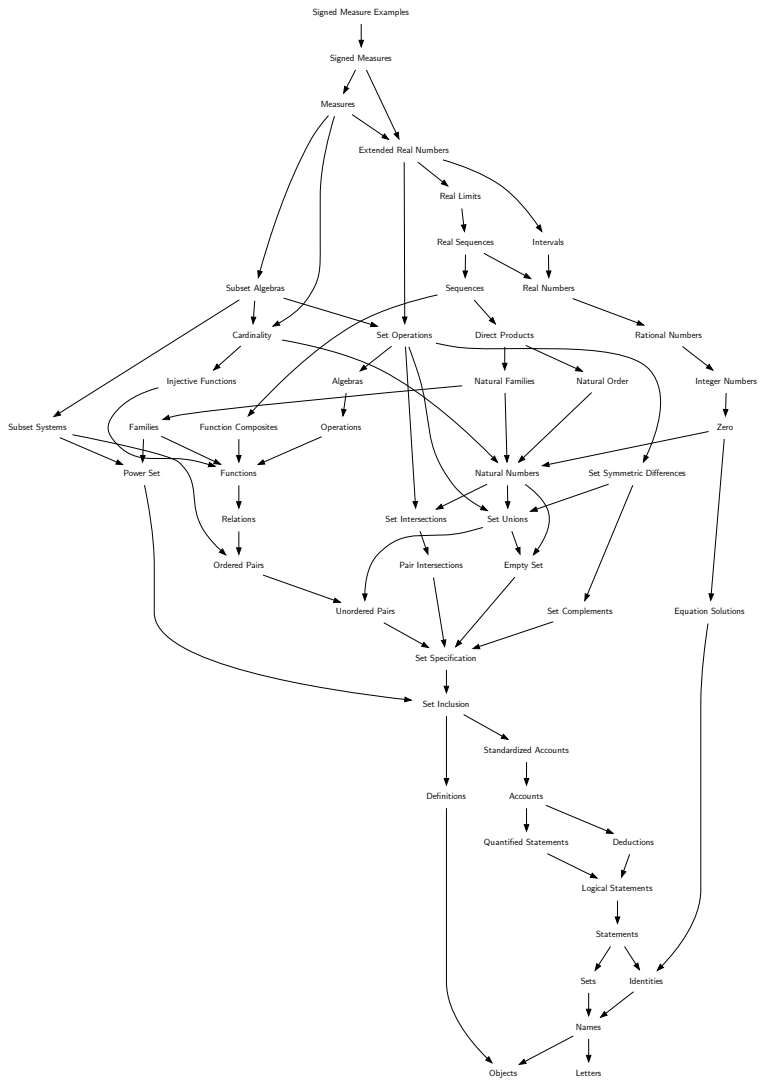 Signed Measure Examples
Signed Measures
Measures
Extended Real Numbers
Real Limits
Real Sequences
Intervals
Subset Algebras
Sequences
Real Numbers
Cardinality
Set Operations
Direct Products
Rational Numbers
Injective Functions
Algebras
Natural Families
Natural Order
Integer Numbers
Subset Systems
Families
Function Composites
Operations
Zero
Power Set
Functions
Natural Numbers
Set Symmetric Differences
Relations
Set Intersections
Set Unions
Ordered Pairs
Pair Intersections
Empty Set
Unordered Pairs
Set Complements
Equation Solutions
Set Specification
Set Inclusion
Standardized Accounts
Definitions
Accounts
Quantified Statements
Deductions
Logical Statements
Statements
Sets
Identities
Names
Objects
Letters